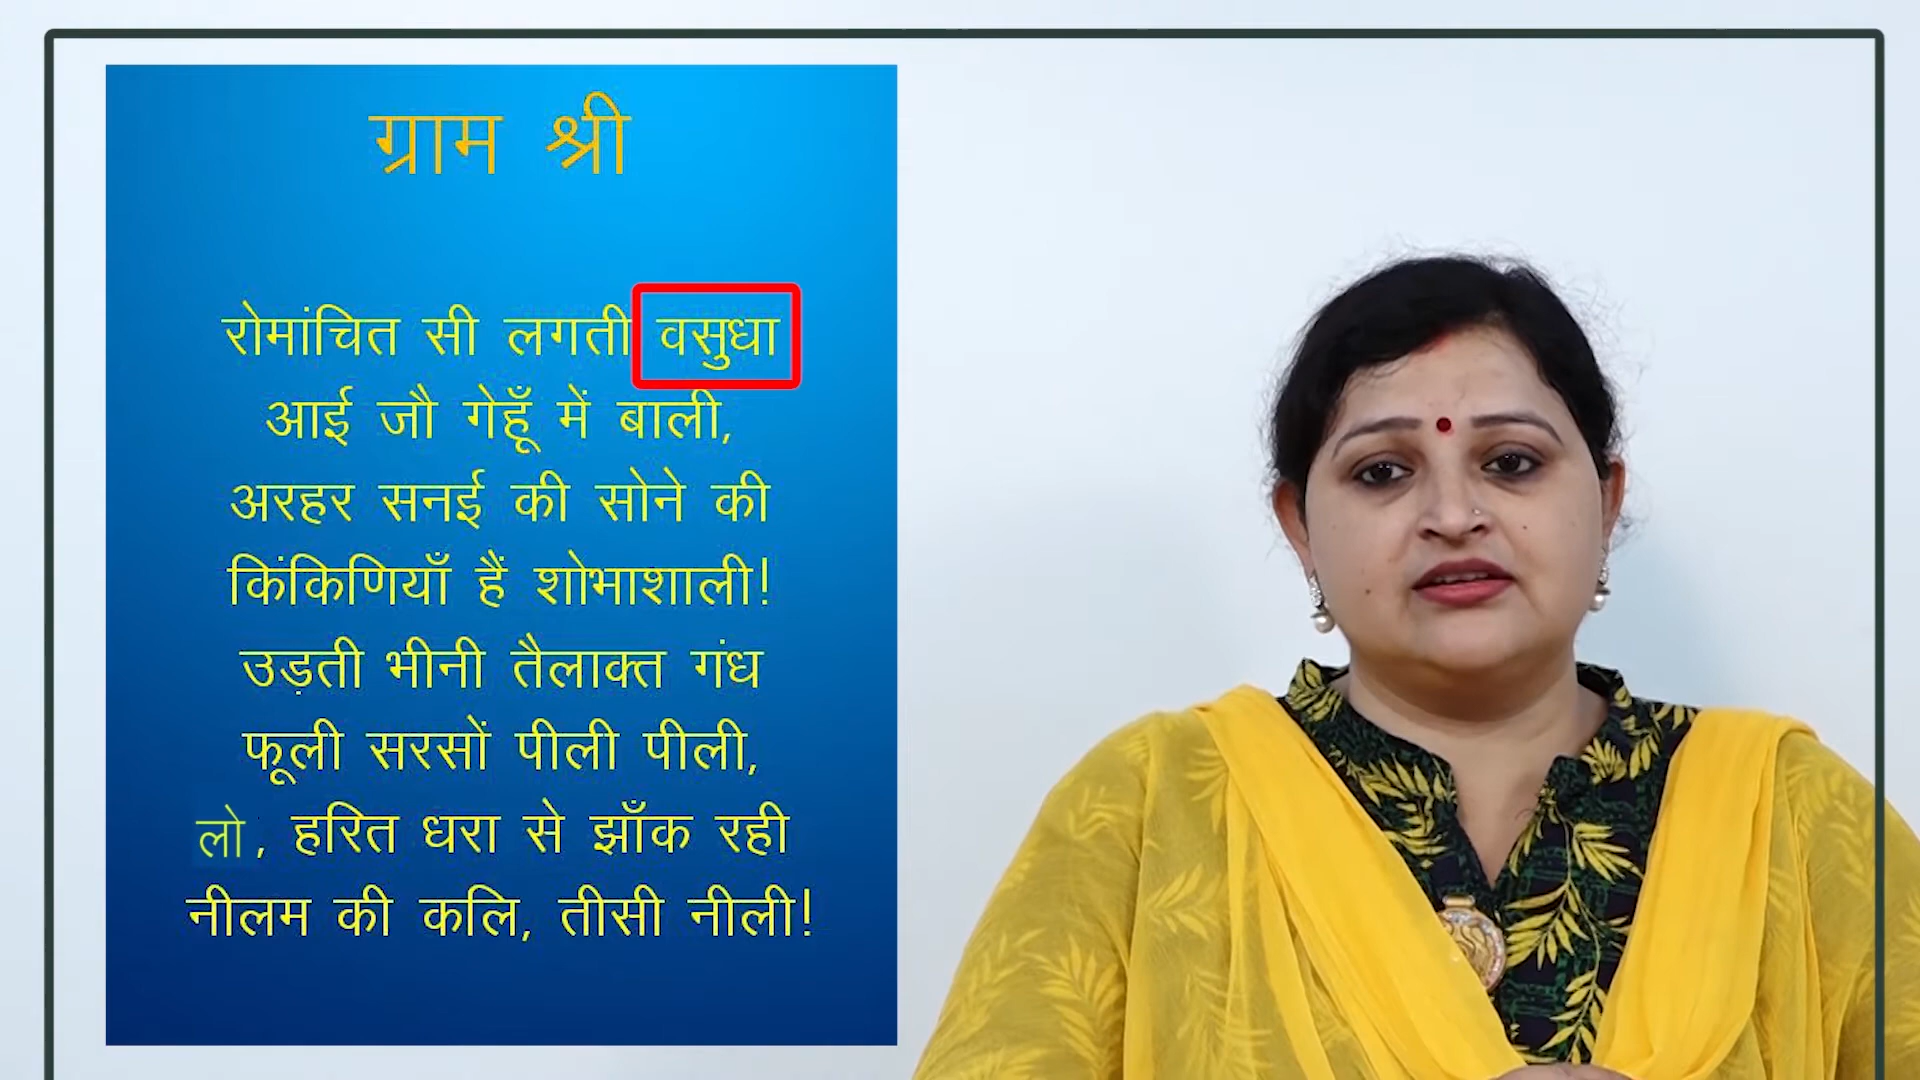 ग्राम श्री
रोमांचित सी लगती वसुधा
आई जौ गेहूँ में बाली,
अरहर सनई की सोने की
किंकिणियाँ हैं शोभाशाली!
उड़ती भीनी तैलाक्त गंध
फूली सरसों पीली पीली,
लो, हरित धरा से झाँक रही
नीलम की कलि, तीसी नीली!